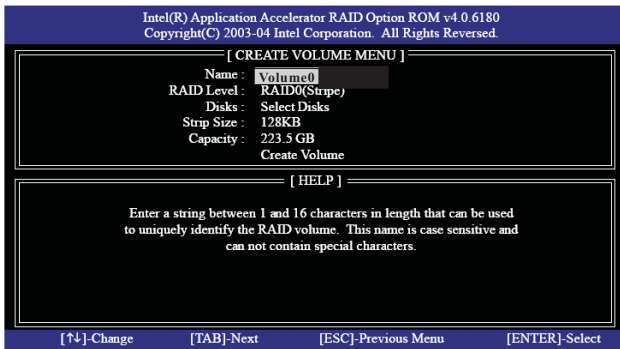 Intel(R) Application Accelerator RAID Option ROM v4.0.6180
Copyright(C) 2003-04 Intel Corporation. All Rights Reversed.
[ CREATE VOLUME MENU ]
Name : Volume0
RAID Level : RAID0(Stripe)
Disks : Select Disks
Strip Size : 128KB
Capacity : 223.5 GB
Create Volume
[ HELP ]
Enter a string between 1 and 16 characters in length that can be used
to uniquely identify the RAID volume. This name is case sensitive and
can not contain special characters.
[↑↓]-Change [TAB]-Next [ESC]-Previous Menu [ENTER]-Select